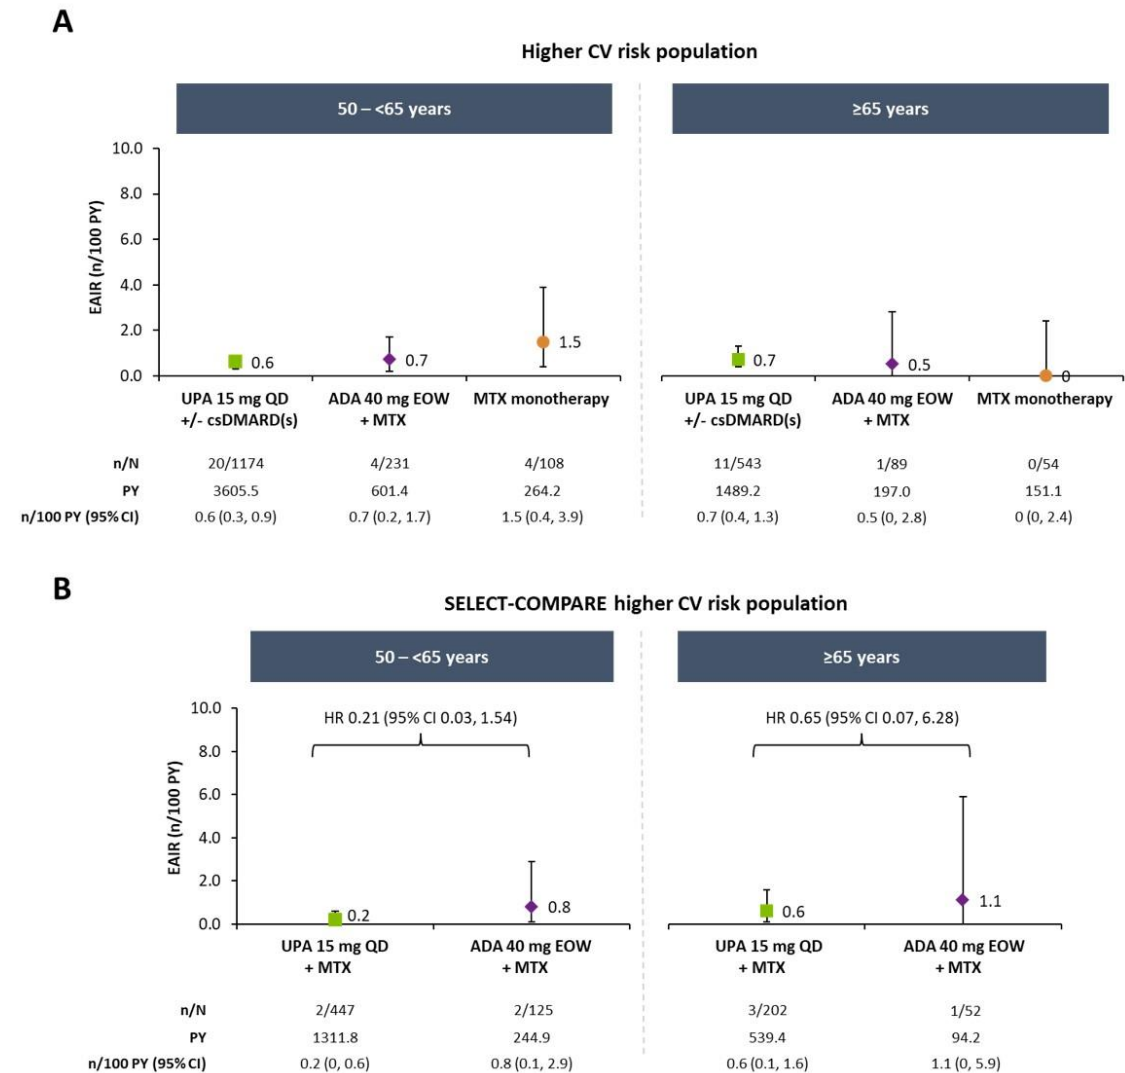 A
Higher CV risk population
50 – <65 years
≥65 years
EAIR (n/100 PY)
10.0
8.0
6.0
4.0
2.0
0.0
0.6
0.7
1.5
0.7
0.5
0
UPA 15 mg QD ADA 40 mg EOW MTX monotherapy UPA 15 mg QD ADA 40 mg EOW MTX monotherapy
+/- csDMARD(s) + MTX +/- csDMARD(s) + MTX
n/N 20/1174 4/231 4/108 11/543 1/89 0/54
PY 3605.5 601.4 264.2 1489.2 197.0 151.1
n/100 PY (95% CI) 0.6 (0.3, 0.9) 0.7 (0.2, 1.7) 1.5 (0.4, 3.9) 0.7 (0.4, 1.3) 0.5 (0, 2.8) 0 (0, 2.4)
B
SELECT-COMPARE higher CV risk population
50 – <65 years
≥65 years
EAIR (n/100 PY)
10.0
8.0
6.0
4.0
2.0
0.0
HR 0.21 (95% CI 0.03, 1.54)
HR 0.65 (95% CI 0.07, 6.28)
0.2
0.8
0.6
1.1
UPA 15 mg QD ADA 40 mg EOW UPA 15 mg QD ADA 40 mg EOW
+ MTX + MTX + MTX + MTX
n/N 2/447 2/125 3/202 1/52
PY 1311.8 244.9 539.4 94.2
n/100 PY (95% CI) 0.2 (0, 0.6) 0.8 (0.1, 2.9) 0.6 (0.1, 1.6) 1.1 (0, 5.9)